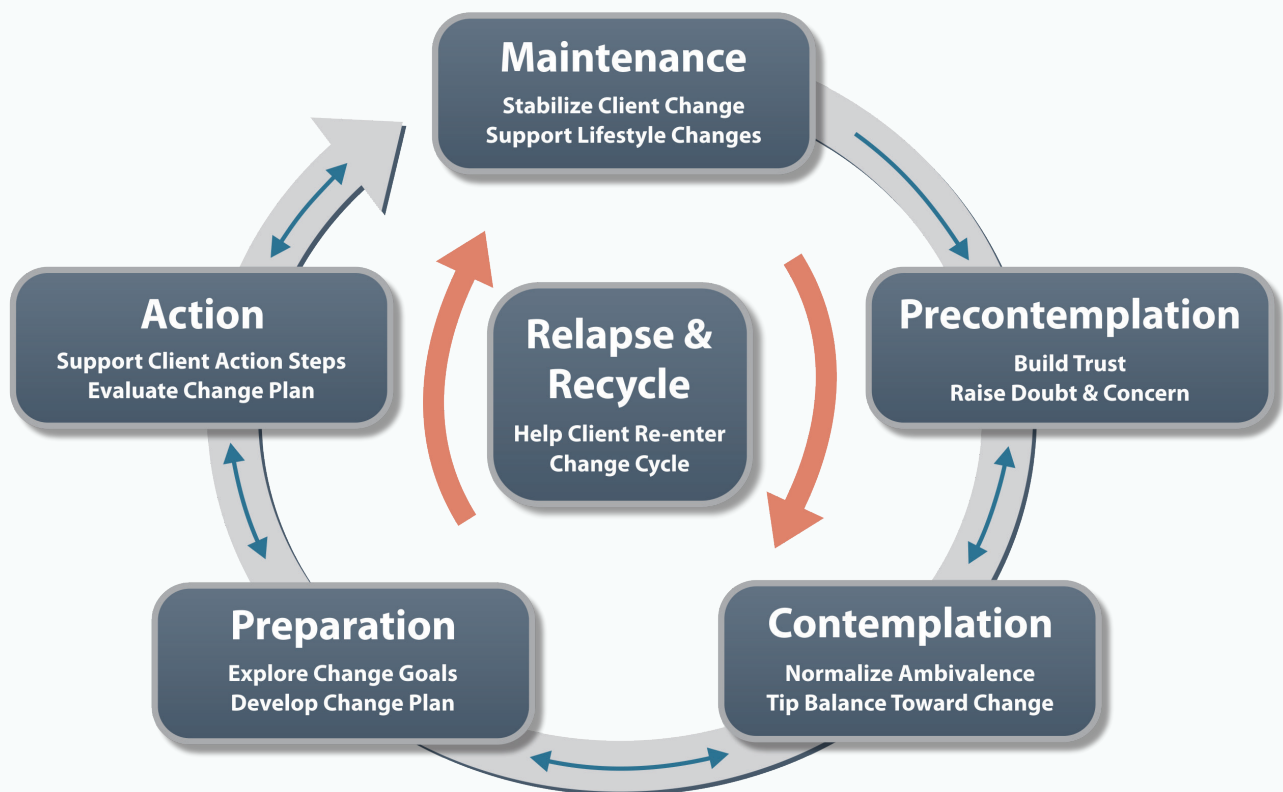 Maintenance
Stabilize Client Change
Support Lifestyle Changes
Precontemplation
Build Trust
Raise Doubt & Concern
Contemplation
Normalize Ambivalence
Tip Balance Toward Change
Preparation
Explore Change Goals
Develop Change Plan
Action
Support Client Action Steps
Evaluate Change Plan
Relapse &
Recycle
Help Client Re-enter
Change Cycle